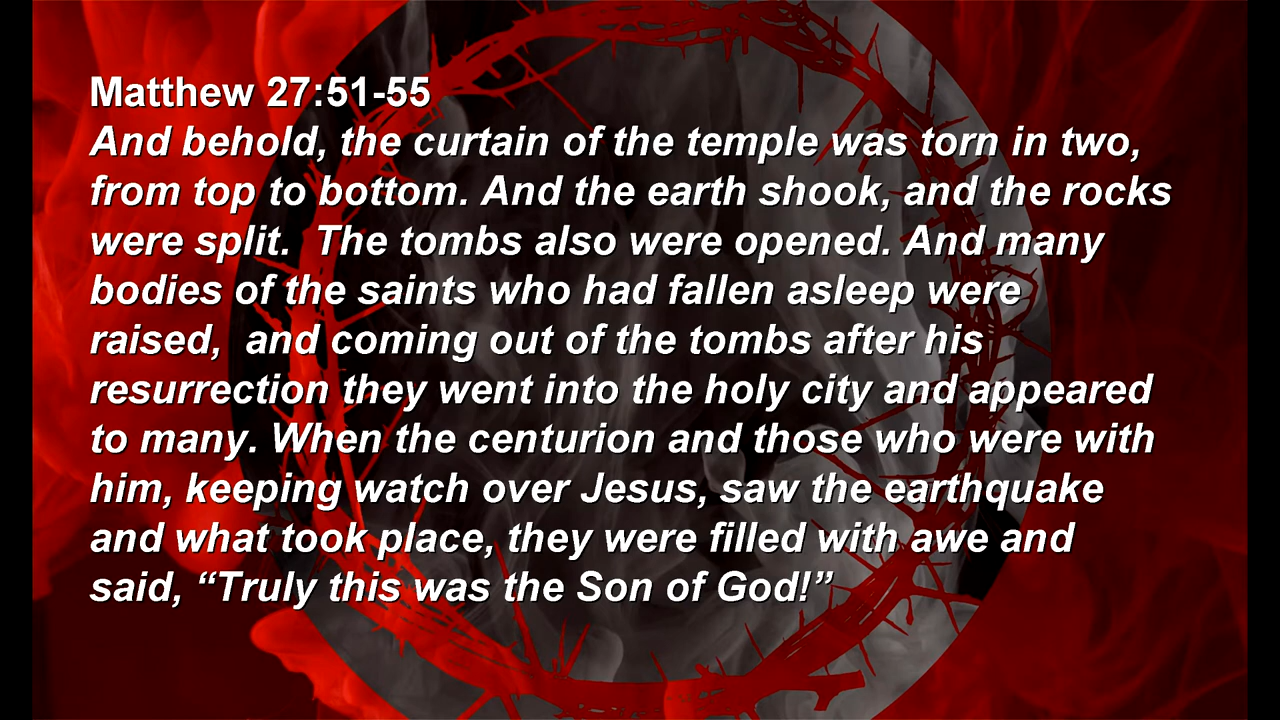 Matthew 27:51-55
And behold, the curtain of the temple was torn in two,
from top to bottom. And the earth shook, and the rocks
were split.  The tombs also were opened. And many
bodies of the saints who had fallen asleep were
raised,  and coming out of the tombs after his
resurrection they went into the holy city and appeared
to many. When the centurion and those who were with
him, keeping watch over Jesus, saw the earthquake
and what took place, they were filled with awe and
said, “Truly this was the Son of God!”